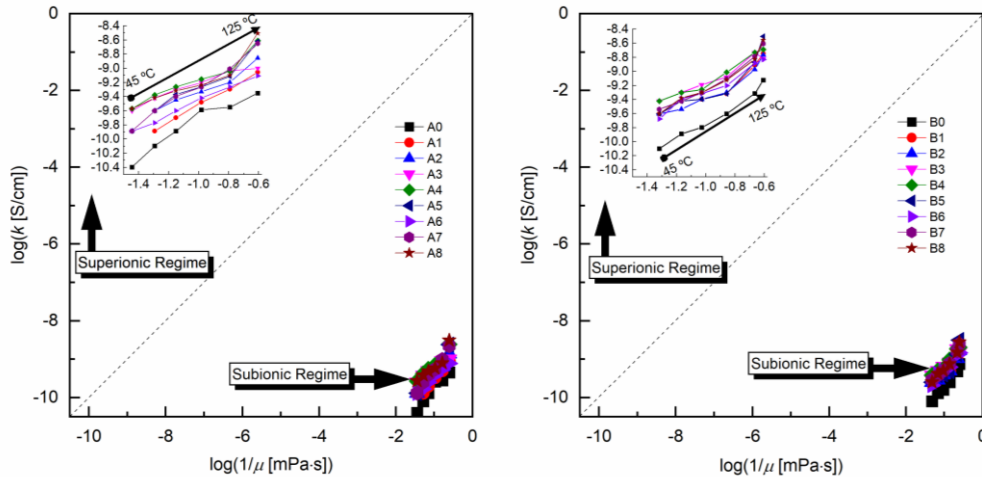 -8.4
-8.6
-8.8
-9.0
-9.2
-9.4
-9.6
-9.8
-10.0
-10.2
-10.4
-1.4 -1.2 -1.0 -0.8 -0.6
45 ºC
125 ºC
0
-2
-4
-6
-8
-10
log(k [S/cm])
Superionic Regime
Subionic Regime
A0
A1
A2
A3
A4
A5
A6
A7
A8
-10 -8 -6 -4 -2 0
log(1/μ [mPa·s])
-8.4
-8.6
-8.8
-9.0
-9.2
-9.4
-9.6
-9.8
-10.0
-10.2
-10.4
-1.4 -1.2 -1.0 -0.8 -0.6
45 ºC
125 ºC
0
-2
-4
-6
-8
-10
log(k [S/cm])
Superionic Regime
Subionic Regime
B0
B1
B2
B3
B4
B5
B6
B7
B8
-10 -8 -6 -4 -2 0
log(1/μ [mPa·s])